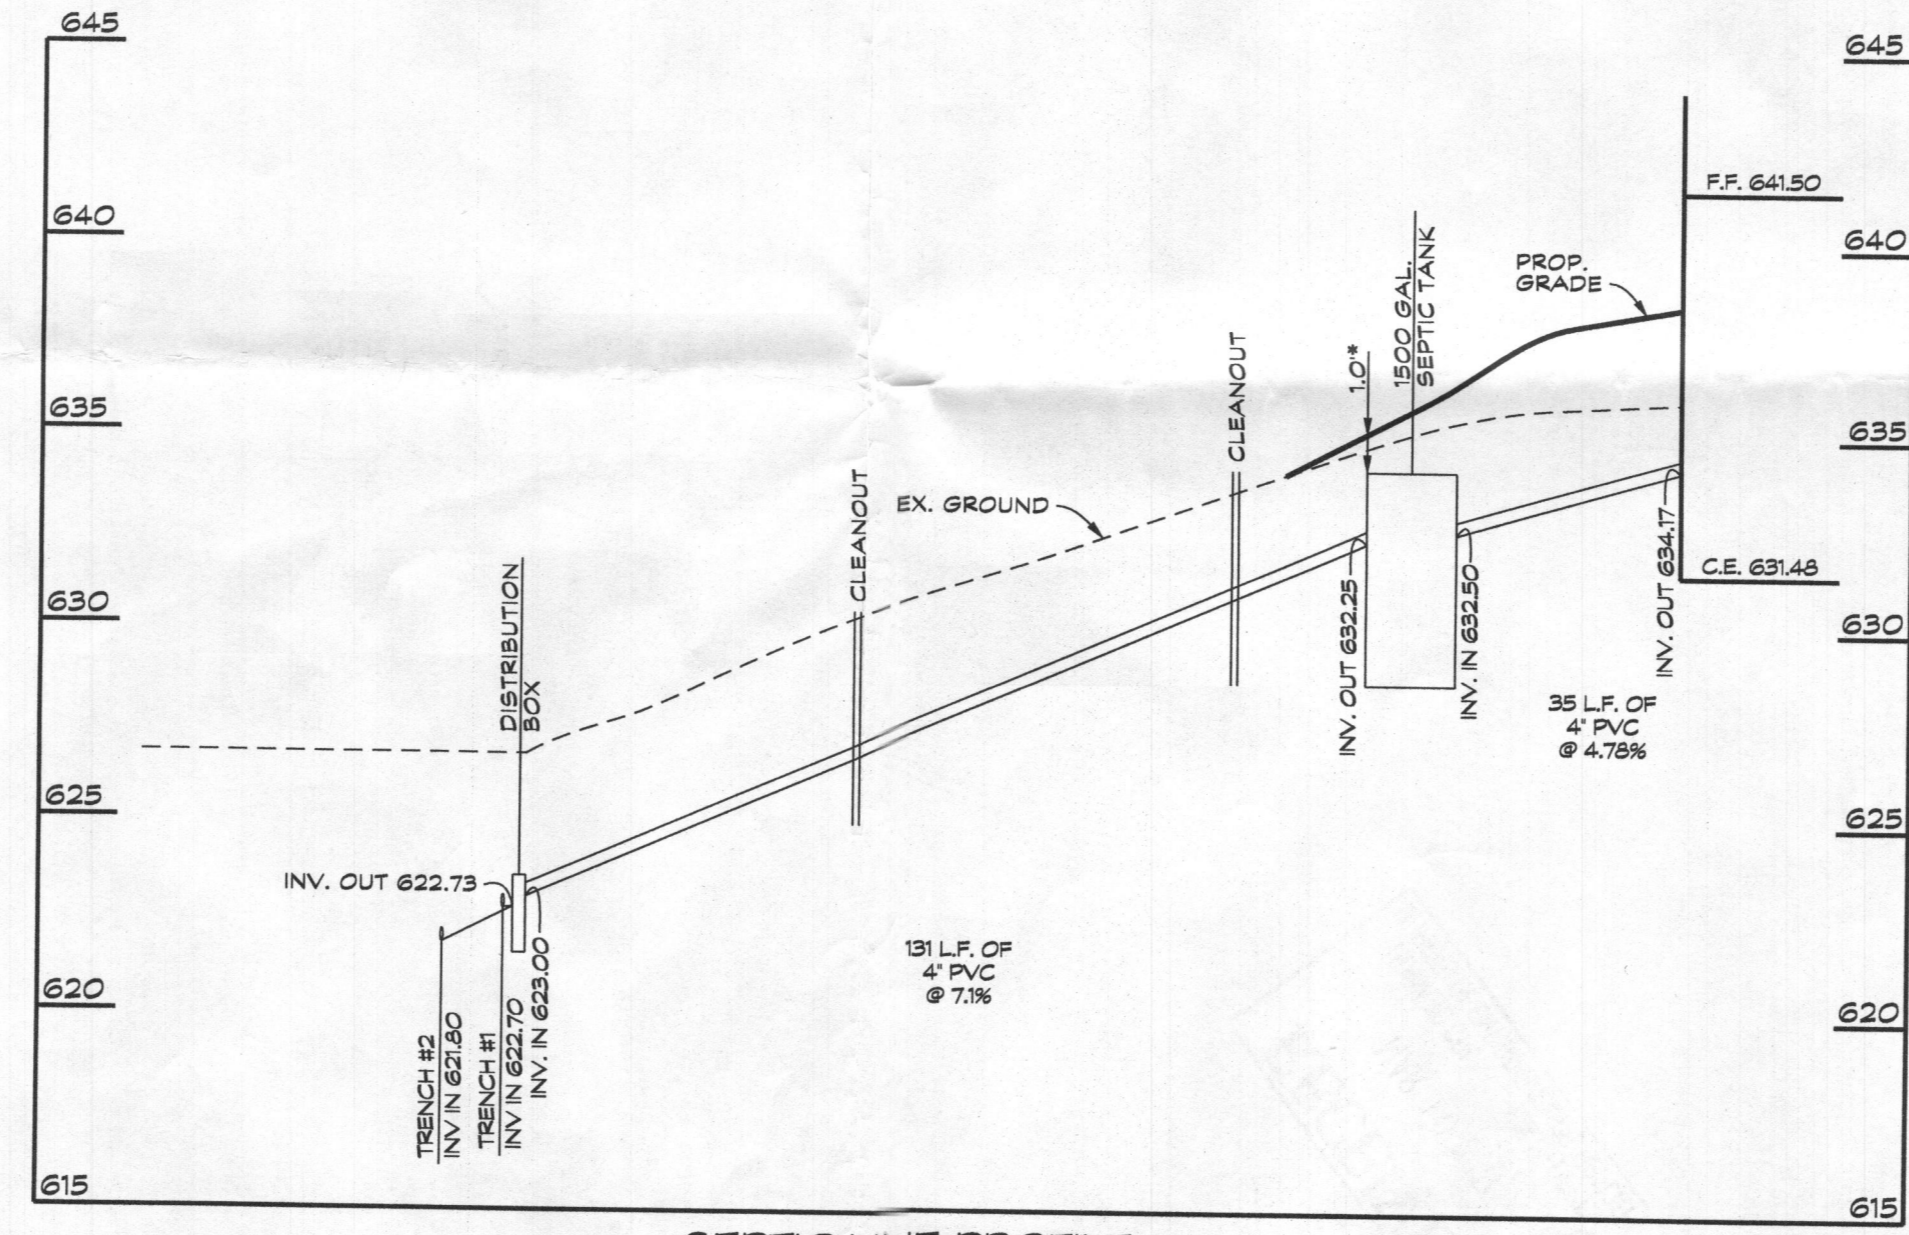 645
645
F.F. 641.50
640
640
PROP.
GRADE
1500 GAL.
SEPTIC TANK
1.0'*
CLEANOUT
635
635
CLEANOUT
EX. GROUND
INV. OUT 634.17
C.E. 631.48
DISTRIBUTION
BOX
INV. OUT 632.25
INV. IN 632.50
630
630
35 L.F. OF
4" PVC
@ 4.78%
625
625
INV. OUT 622.73
131 L.F. OF
4" PVC
@ 7.1%
620
620
TRENCH #2
INV IN 621.80
TRENCH #1
INV IN 622.70
INV. IN 623.00
615
615
SEPTIC LINE PROFILE